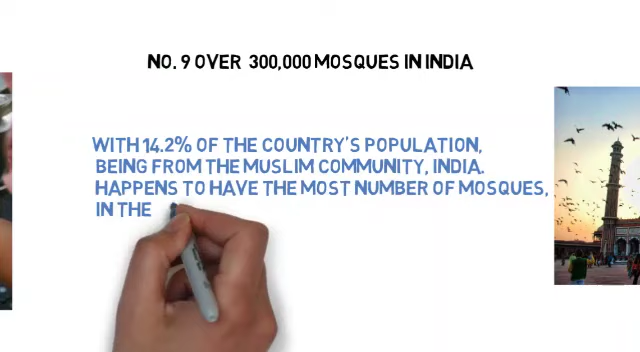 NO. 9 OVER 300,000 MOSQUES IN INDIA
WITH 14.2% OF THE COUNTRY'S POPULATION,
BEING FROM THE MUSLIM COMMUNITY, INDIA.
HAPPENS TO HAVE THE MOST NUMBER OF MOSQUES,
IN THE